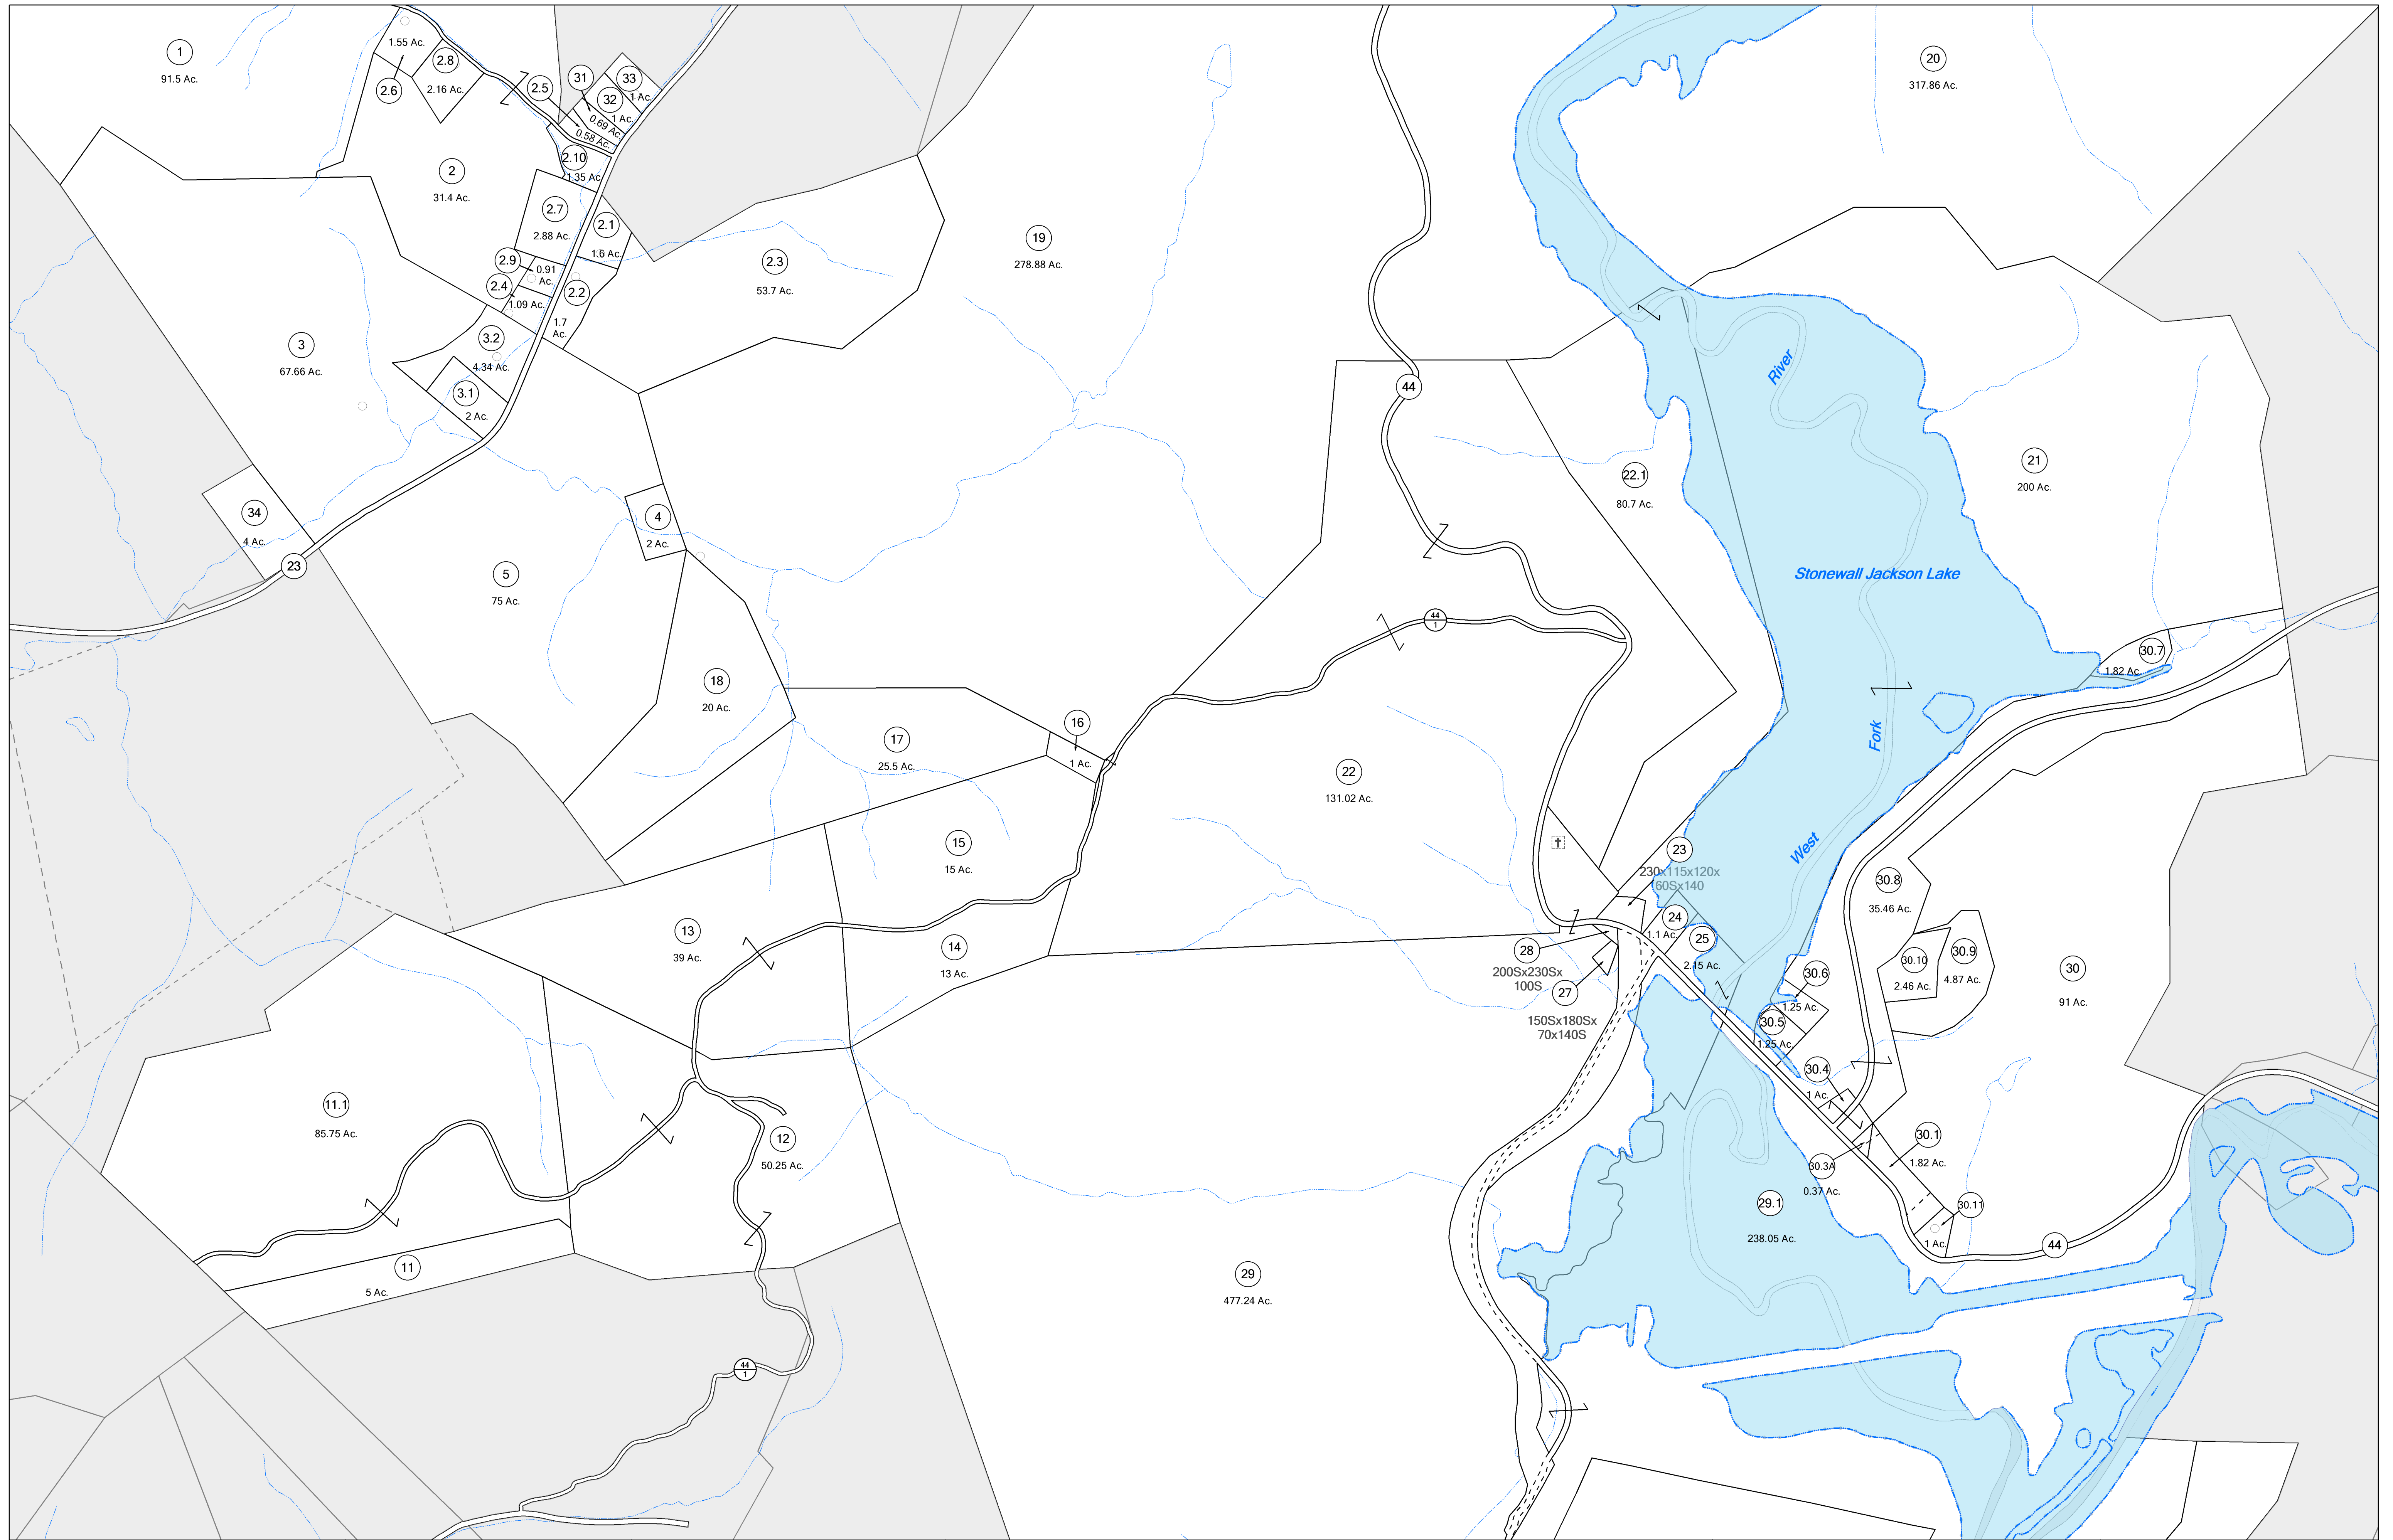 1
91.5 Ac.
1.55 Ac.
2.6
2.8
2.16 Ac.
2.5
31
33
1 Ac.
32
1 Ac.
0.69 Ac.
0.58 Ac.
2.10
1.35 Ac
2
31.4 Ac.
2.7
2.88 Ac.
2.1
1.6 Ac.
2.9
0.91
Ac.
2.4
1.09 Ac.
2.2
1.7
Ac.
2.3
53.7 Ac.
19
278.88 Ac.
20
317.86 Ac.
3
67.66 Ac.
3.2
4.34 Ac.
3.1
2 Ac.
44
River
22.1
80.7 Ac.
21
200 Ac.
34
4 Ac.
23
4
2 Ac.
5
75 Ac.
Stonewall Jackson Lake
44
1
30.7
1.82 Ac.
18
20 Ac.
16
1 Ac.
17
25.5 Ac.
22
131.02 Ac.
Fork
West
15
15 Ac.
23
230x115x120x
60Sx140
30.8
35.46 Ac.
24
1.1 Ac.
25
2.15 Ac.
13
39 Ac.
14
13 Ac.
28
200Sx230Sx
100S
27
150Sx180Sx
70x140S
30.10
2.46 Ac.
30.9
4.87 Ac.
30
91 Ac.
30.6
1.25 Ac.
30.5
1.25 Ac.
30.4
1 Ac.
11.1
85.75 Ac.
12
50.25 Ac.
30.1
1.82 Ac.
30.3A
0.37 Ac.
29.1
238.05 Ac.
30.11
1 Ac.
44
11
5 Ac.
29
477.24 Ac.
44
1